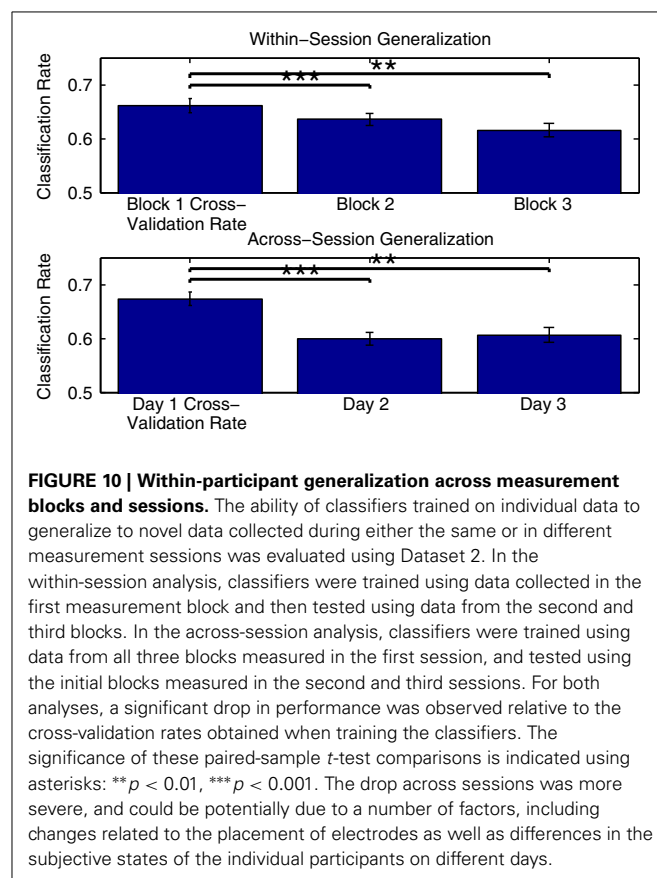 Within-Session Generalization
**
***
0.7
0.6
0.5
Classification Rate
Block 1 Cross-
Validation Rate
Block 2
Block 3
Across-Session Generalization
**
***
0.7
0.6
0.5
Classification Rate
Day 1 Cross-
Validation Rate
Day 2
Day 3
FIGURE 10 | Within-participant generalization across measurement
blocks and sessions. The ability of classifiers trained on individual data to
generalize to novel data collected during either the same or in different
measurement sessions was evaluated using Dataset 2. In the
within-session analysis, classifiers were trained using data collected in the
first measurement block and then tested using data from the second and
third blocks. In the across-session analysis, classifiers were trained using
data from all three blocks measured in the first session, and tested using
the initial blocks measured in the second and third sessions. For both
analyses, a significant drop in performance was observed relative to the
cross-validation rates obtained when training the classifiers. The
significance of these paired-sample t-test comparisons is indicated using
asterisks: **p < 0.01, ***p < 0.001. The drop across sessions was more
severe, and could be potentially due to a number of factors, including
changes related to the placement of electrodes as well as differences in the
subjective states of the individual participants on different days.